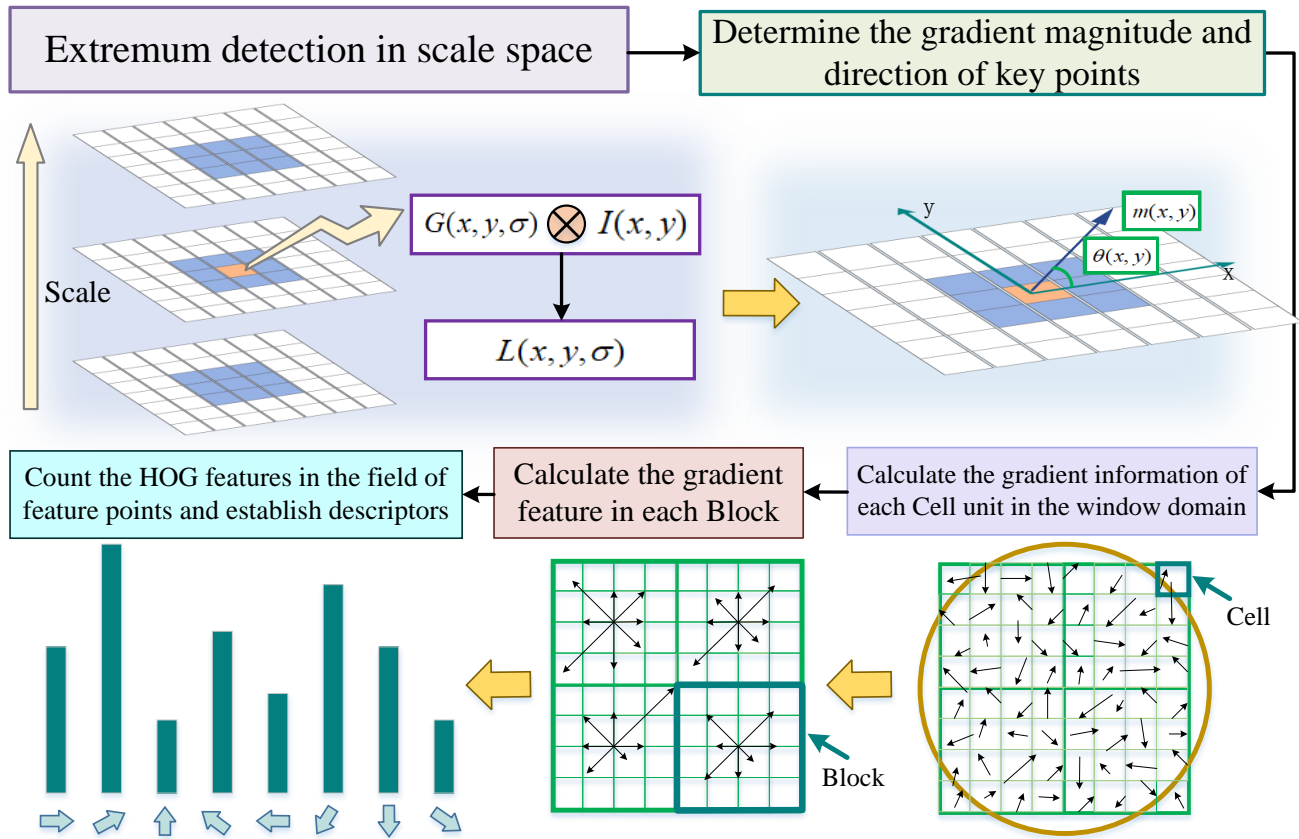 Extremum detection in scale space
Determine the gradient magnitude and
direction of key points
Scale
G(x, y, σ) ⊗ I(x, y)
L(x, y, σ)
y
m(x, y)
θ(x, y)
x
Count the HOG features in the field of
feature points and establish descriptors
Calculate the gradient
feature in each Block
Calculate the gradient information of
each Cell unit in the window domain
Cell
Block